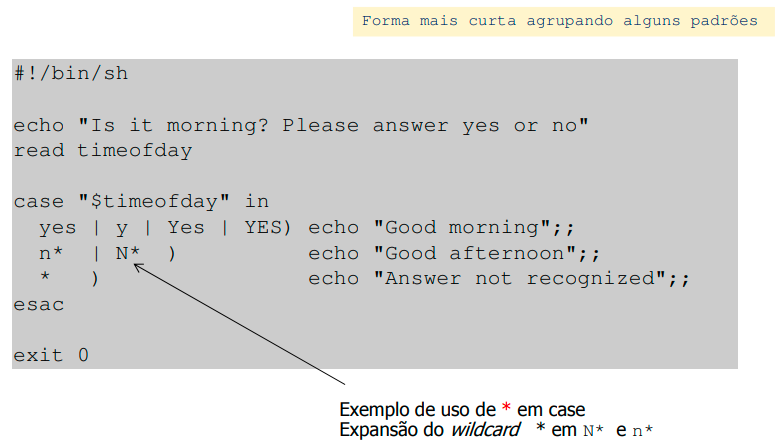 Forma mais curta agrupando alguns padrões
#!/bin/sh
echo "Is it morning? Please answer yes or no"
read timeofday
case "$timeofday" in
  yes | y | Yes | YES) echo "Good morning";;
  n*  | N*  )          echo "Good afternoon";;
  *   )                echo "Answer not recognized";;
esac
exit 0
Exemplo de uso de * em case
Expansão do wildcard * em N* e n*